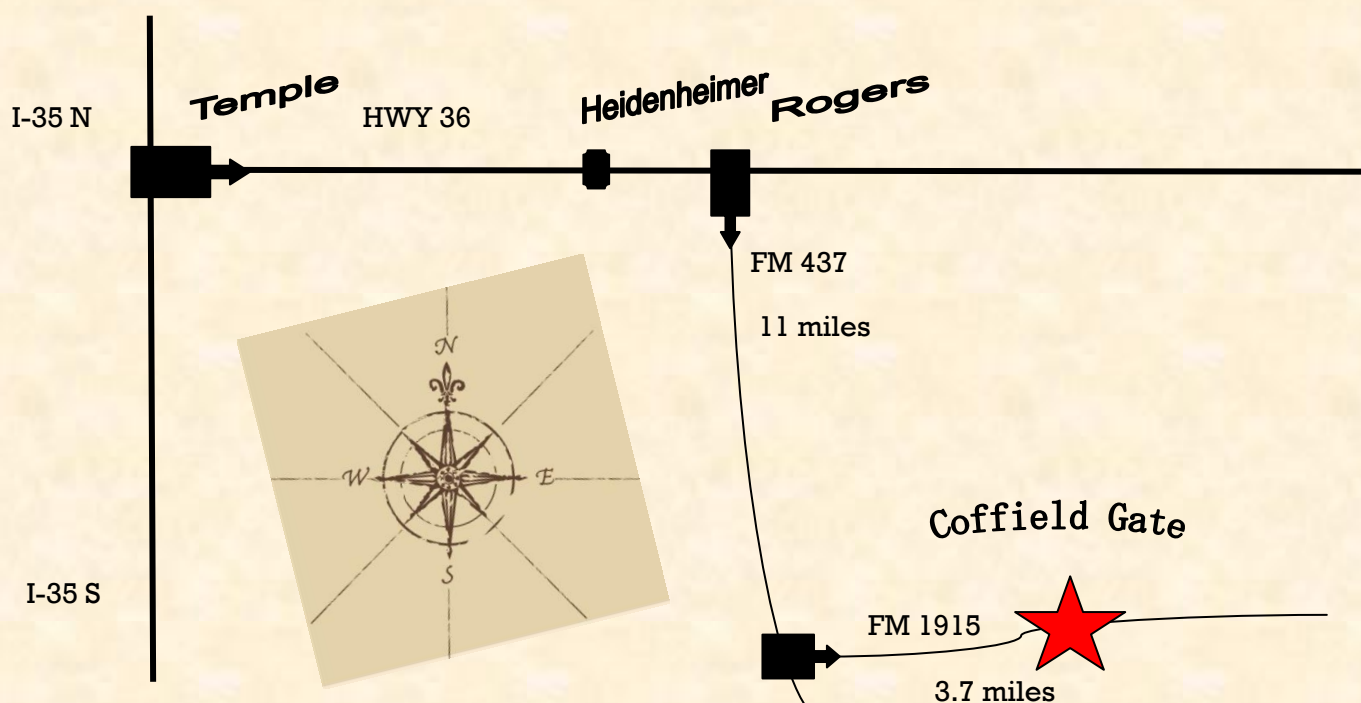 Temple
Heidenheimer
Rogers
I-35 N
HWY 36
FM 437
11 miles
N
W
E
S
Coffield Gate
I-35 S
FM 1915
3.7 miles